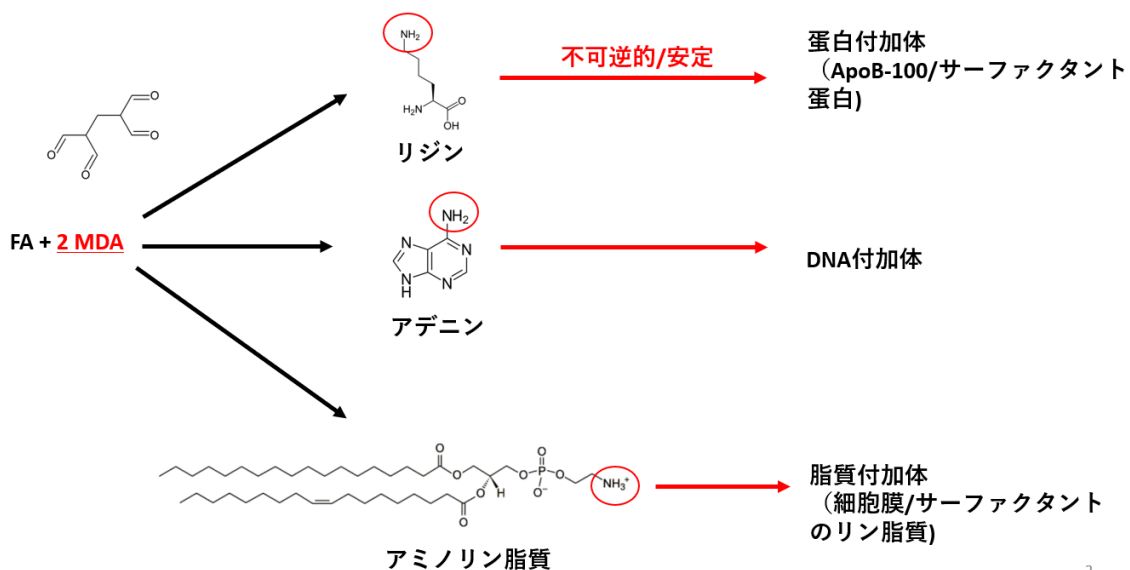 NH₂
不可逆的/安定
蛋白付加体
（ApoB-100/サーファクタント
蛋白)
O
O
O
O
H₂N
O
OH
リジン
FA + 2 MDA
NH₂
N
N
N
H
N
アデニン
DNA付加体
O
O
O
O
P
O
O⁻
NH₃⁺
O
H
O
アミノリン脂質
脂質付加体
（細胞膜/サーファクタント
のリン脂質)